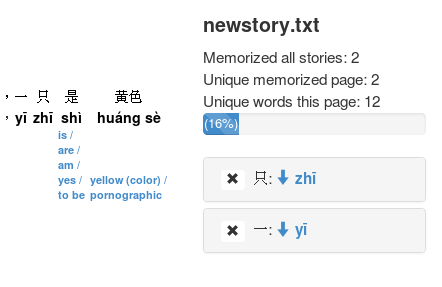 ，一 只 是 黄色
，yī zhī shì huáng sè
is /
are /
am /
yes / yellow (color) /
to be pornographic
newstory.txt
Memorized all stories: 2
Unique memorized page: 2
Unique words this page: 12
(16%)
✖ 只: ⬇ zhī
✖ 一: ⬇ yī